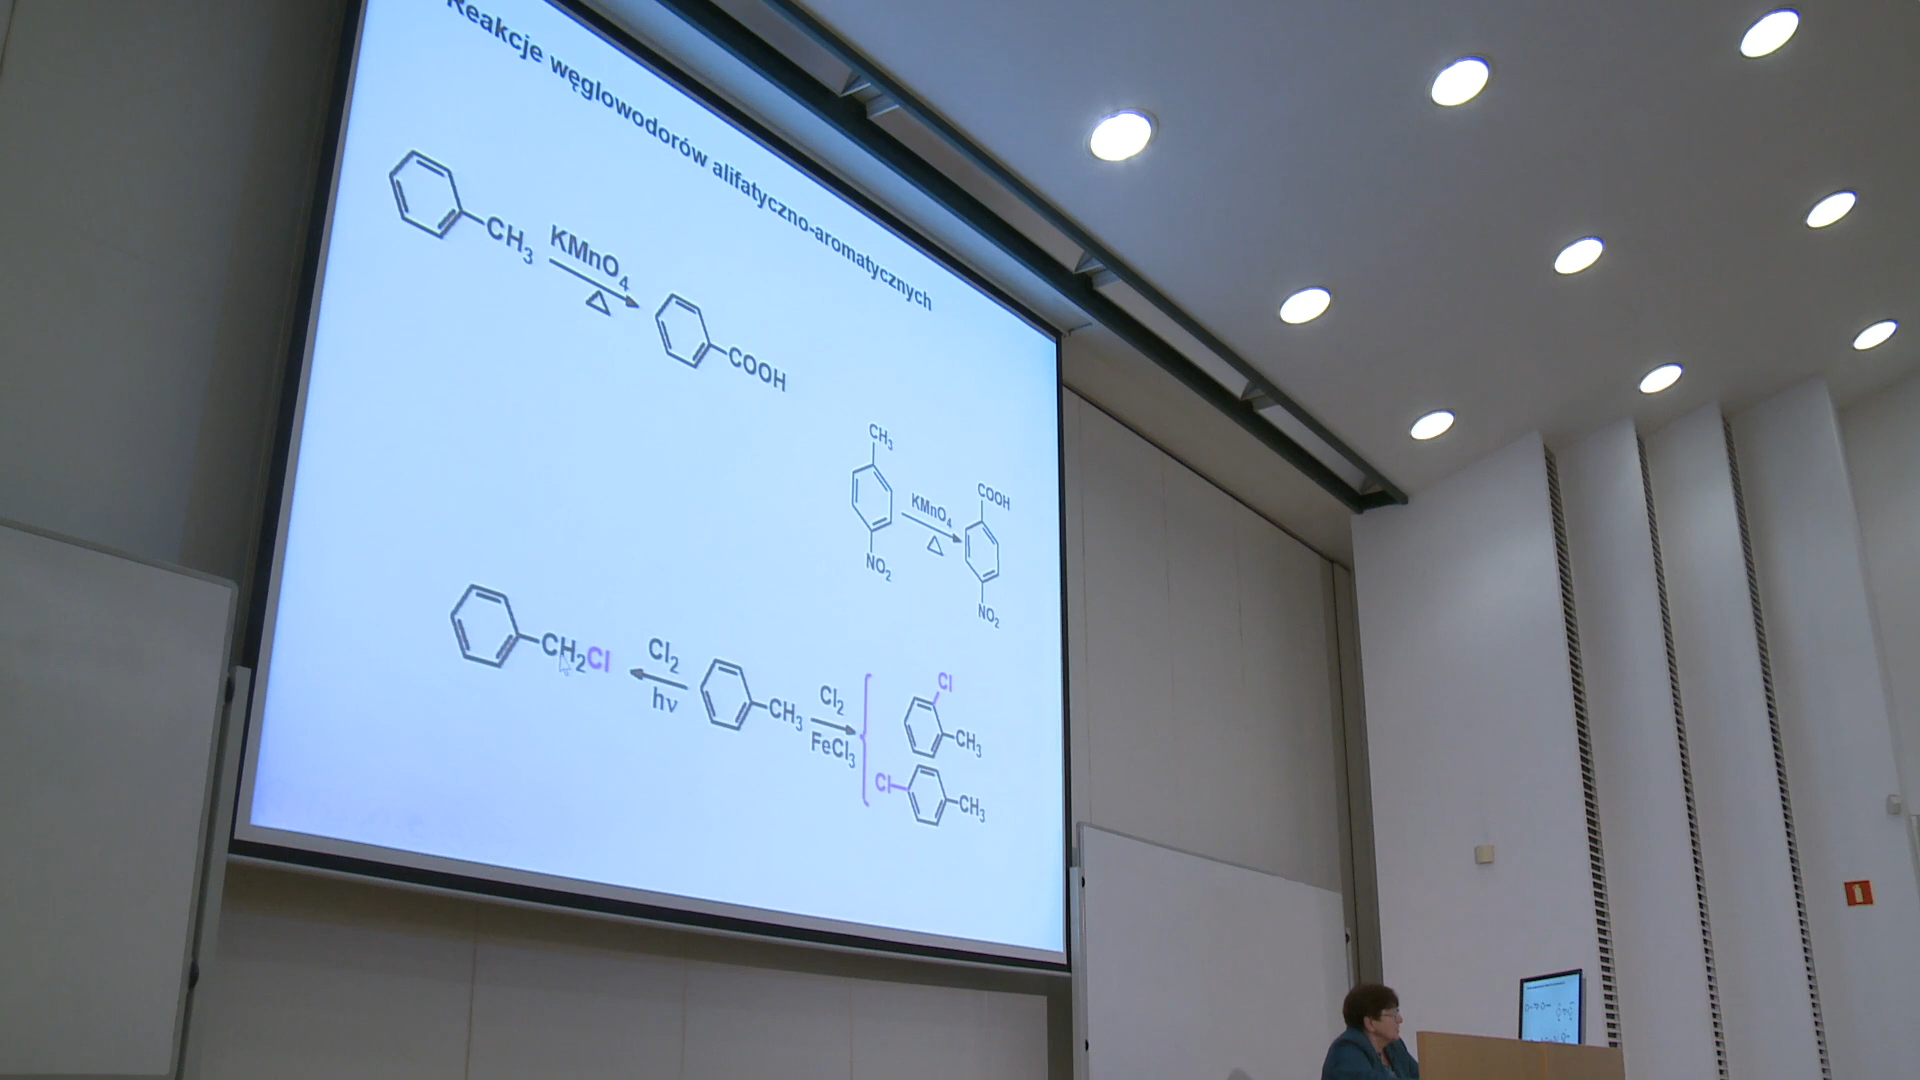 Reakcje węglowodorów alifatyczno-aromatycznych
CH3
KMnO4
Δ
COOH
CH3
NO2
KMnO4
Δ
COOH
NO2
CH2Cl
Cl2
hν
CH3
Cl2
FeCl3
Cl
CH3
Cl
CH3